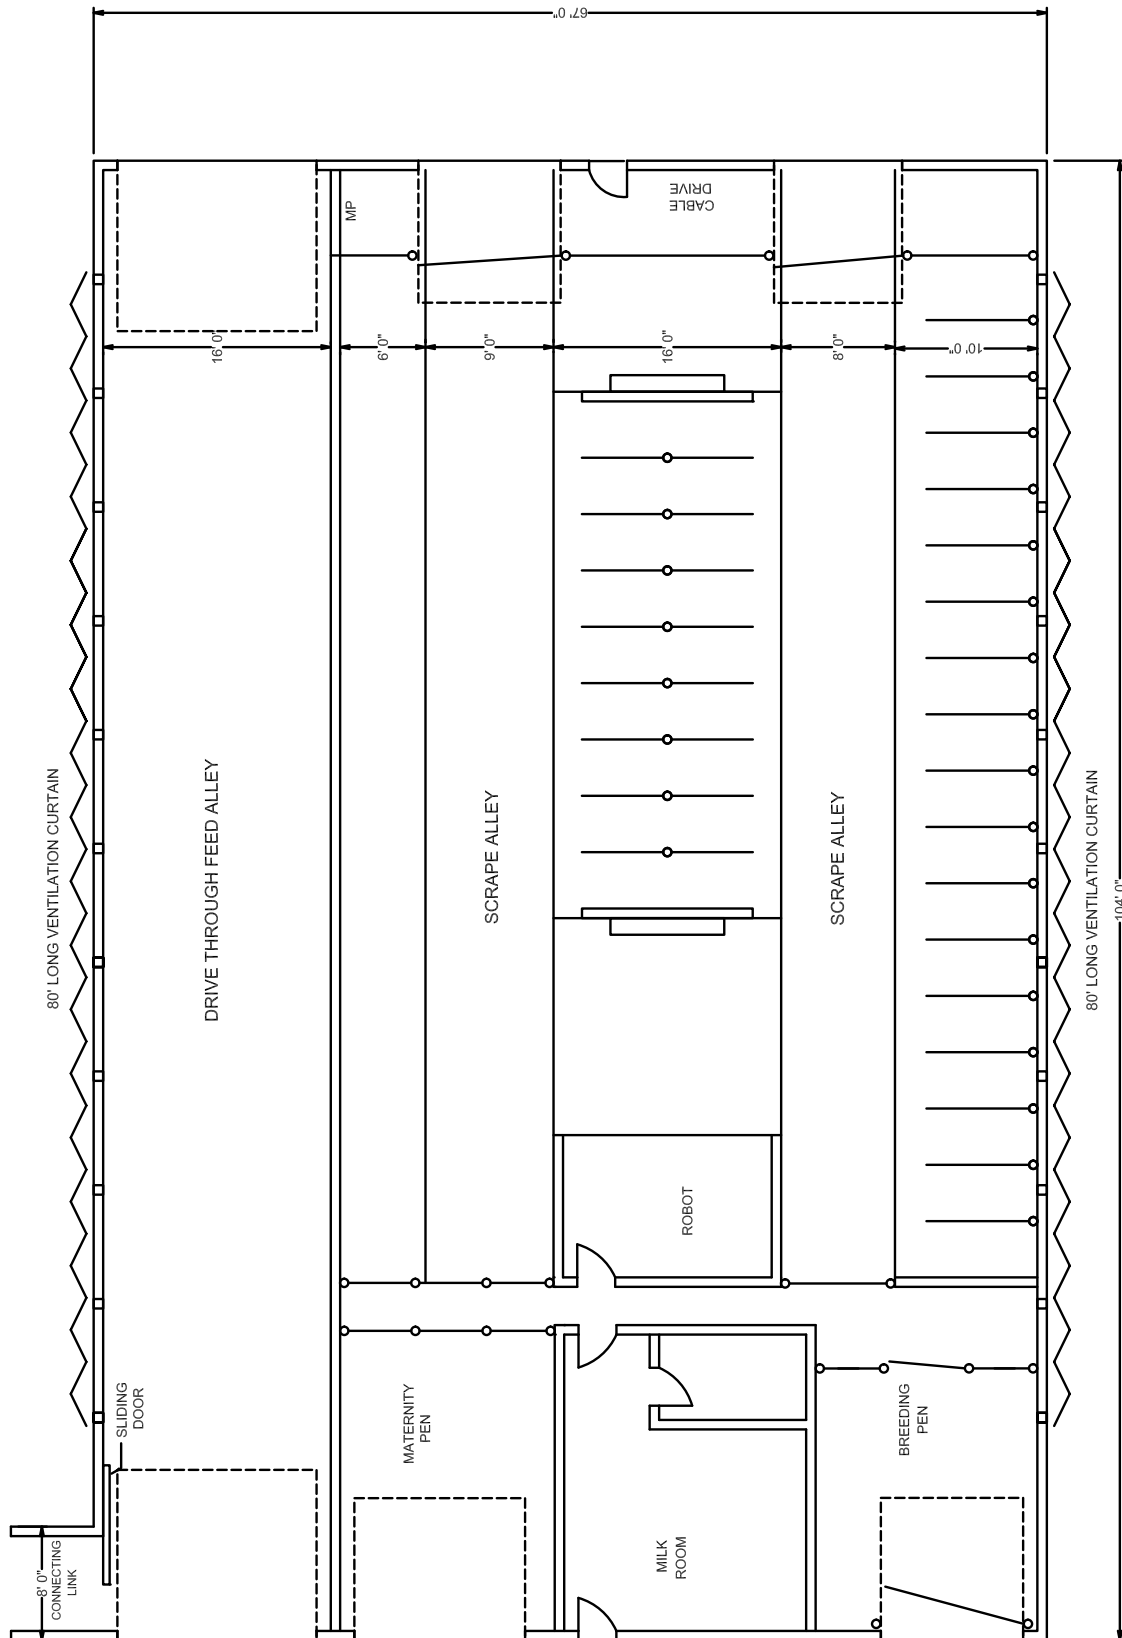 67' 0"
CABLE
DRIVE
MP
16' 0"
6' 0"
9' 0"
16' 0"
8' 0"
10' 0"
80' LONG VENTILATION CURTAIN
DRIVE THROUGH FEED ALLEY
SCRAPE ALLEY
SCRAPE ALLEY
80' LONG VENTILATION CURTAIN
104' 0"
ROBOT
SLIDING
DOOR
MATERNITY
PEN
BREEDING
PEN
MILK
ROOM
8' 0"
CONNECTING
LINK